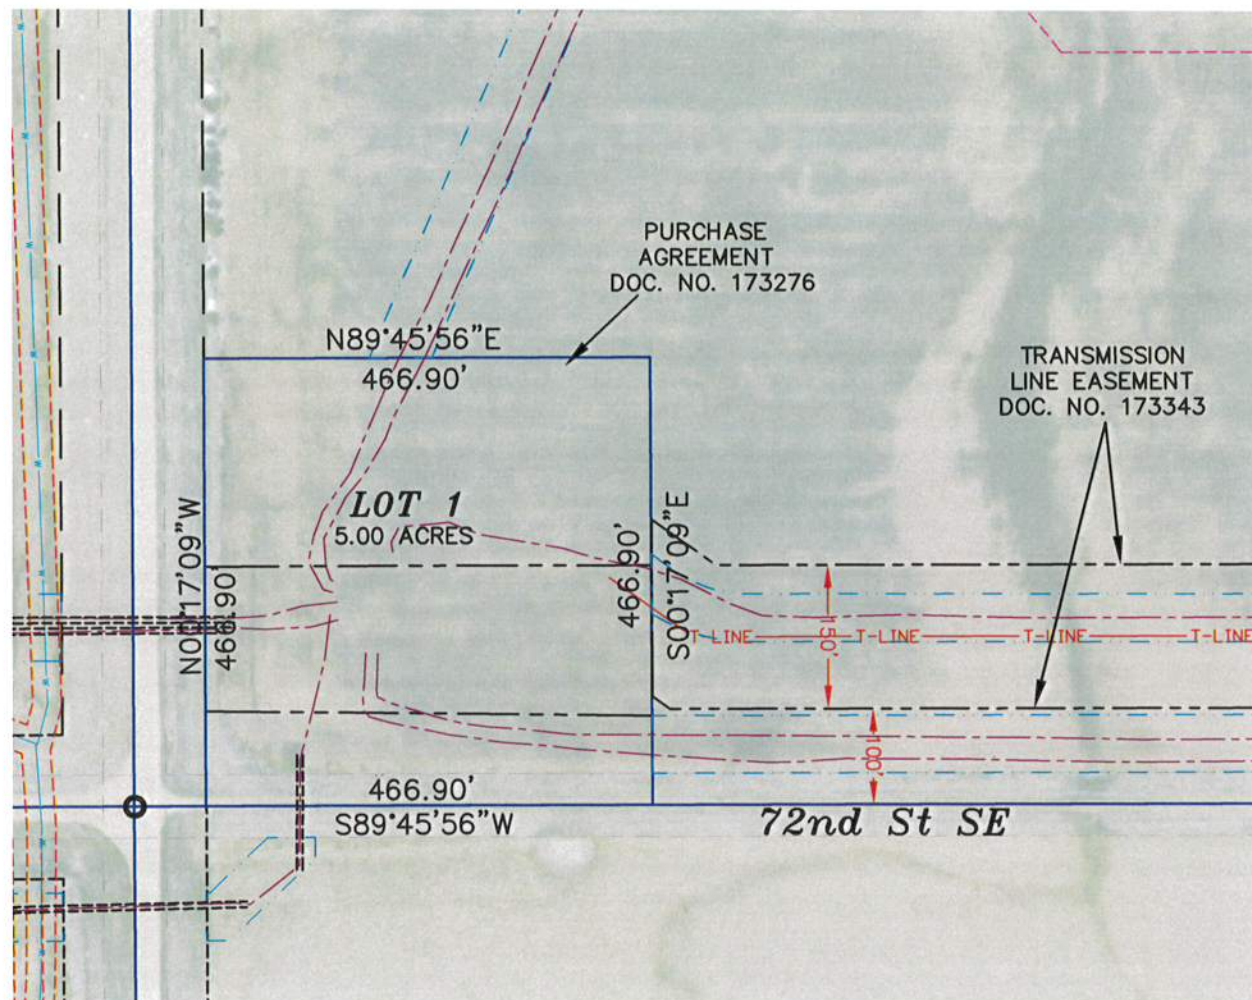 PURCHASE
AGREEMENT
DOC. NO. 173276
N89°45'56"E
466.90'
TRANSMISSION
LINE EASEMENT
DOC. NO. 173343
LOT 1
5.00 ACRES
N00°17'09"W
466.90'
466.90'
S00°17'09"E
T-LINE T-LINE T-LINE T-LINE
150'
100'
466.90'
S89°45'56"W
72nd St SE